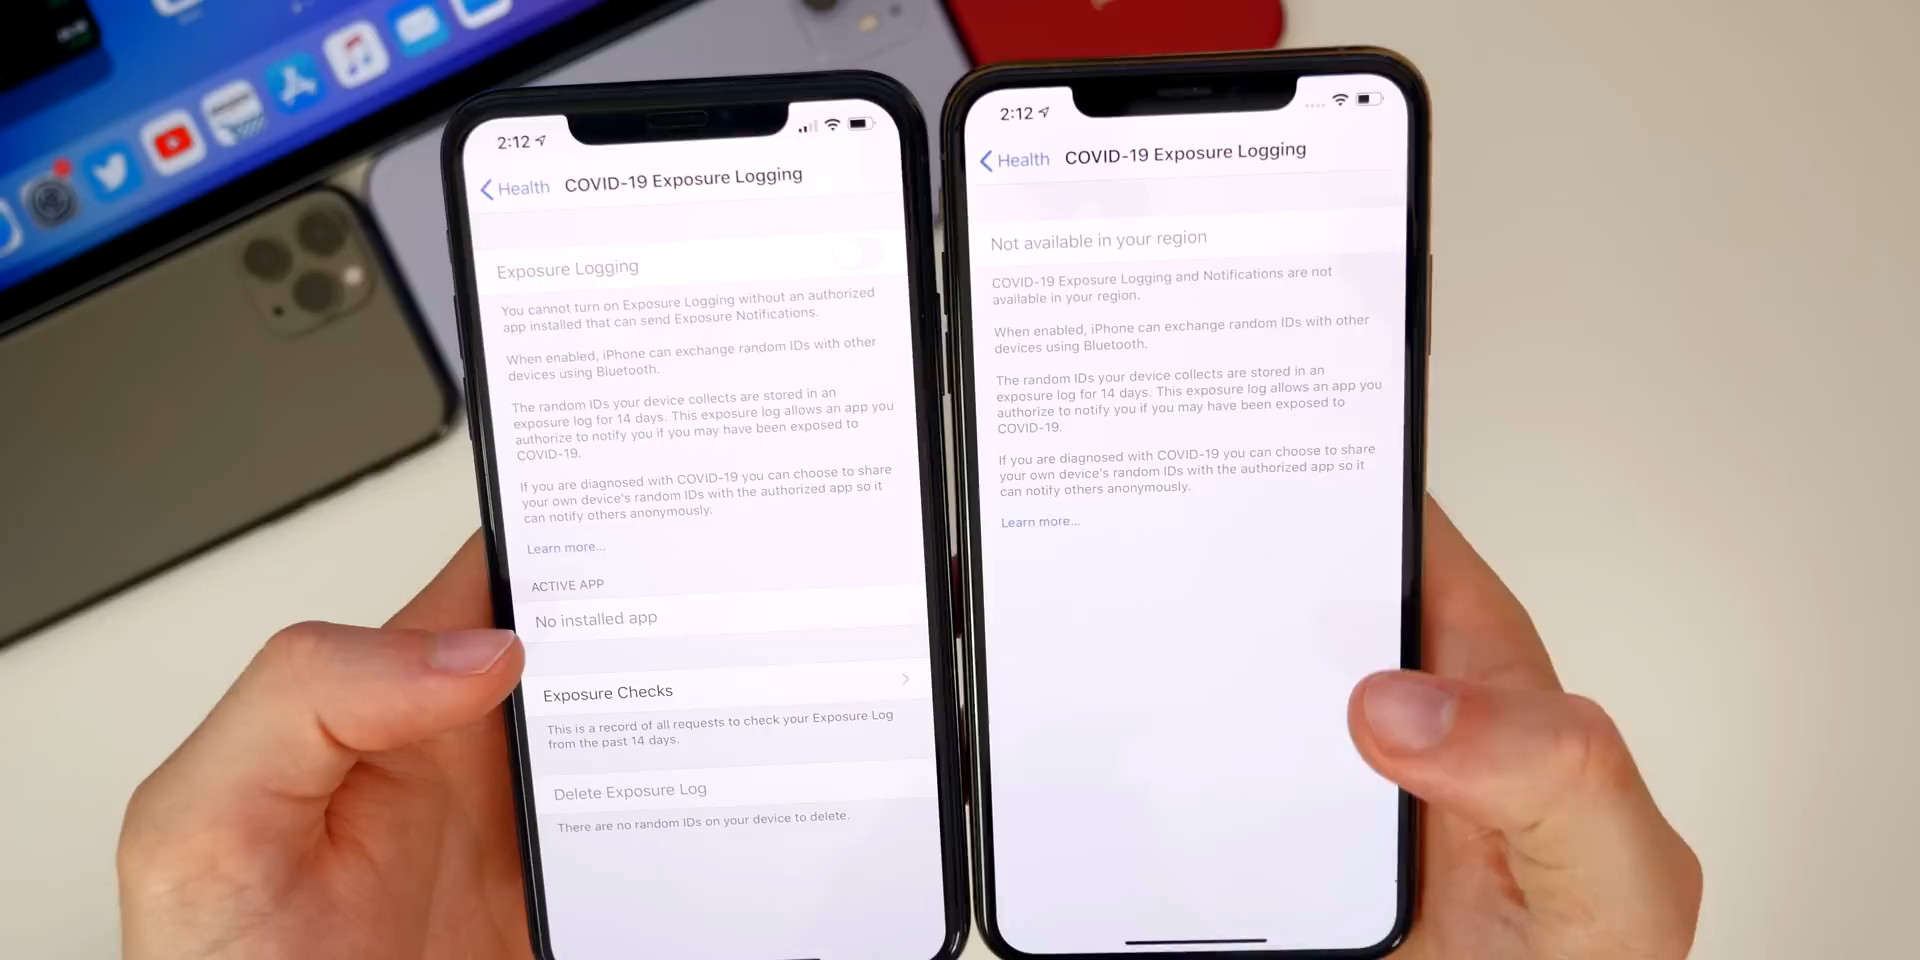 2:12
Health COVID-19 Exposure Logging
Exposure Logging
You cannot turn on Exposure Logging without an authorized
app installed that can send Exposure Notifications.
When enabled, iPhone can exchange random IDs with other
devices using Bluetooth.
The random IDs your device collects are stored in an
exposure log for 14 days. This exposure log allows an app you
authorize to notify you if you may have been exposed to
COVID-19.
If you are diagnosed with COVID-19 you can choose to share
your own device's random IDs with the authorized app so it
can notify others anonymously.
Learn more...
ACTIVE APP
No installed app
Exposure Checks
This is a record of all requests to check your Exposure Log
from the past 14 days.
Delete Exposure Log
There are no random IDs on your device to delete.
2:12
Health COVID-19 Exposure Logging
Not available in your region
COVID-19 Exposure Logging and Notifications are not
available in your region.
When enabled, iPhone can exchange random IDs with other
devices using Bluetooth.
The random IDs your device collects are stored in an
exposure log for 14 days. This exposure log allows an app you
authorize to notify you if you may have been exposed to
COVID-19.
If you are diagnosed with COVID-19 you can choose to share
your own device's random IDs with the authorized app so it
can notify others anonymously.
Learn more...